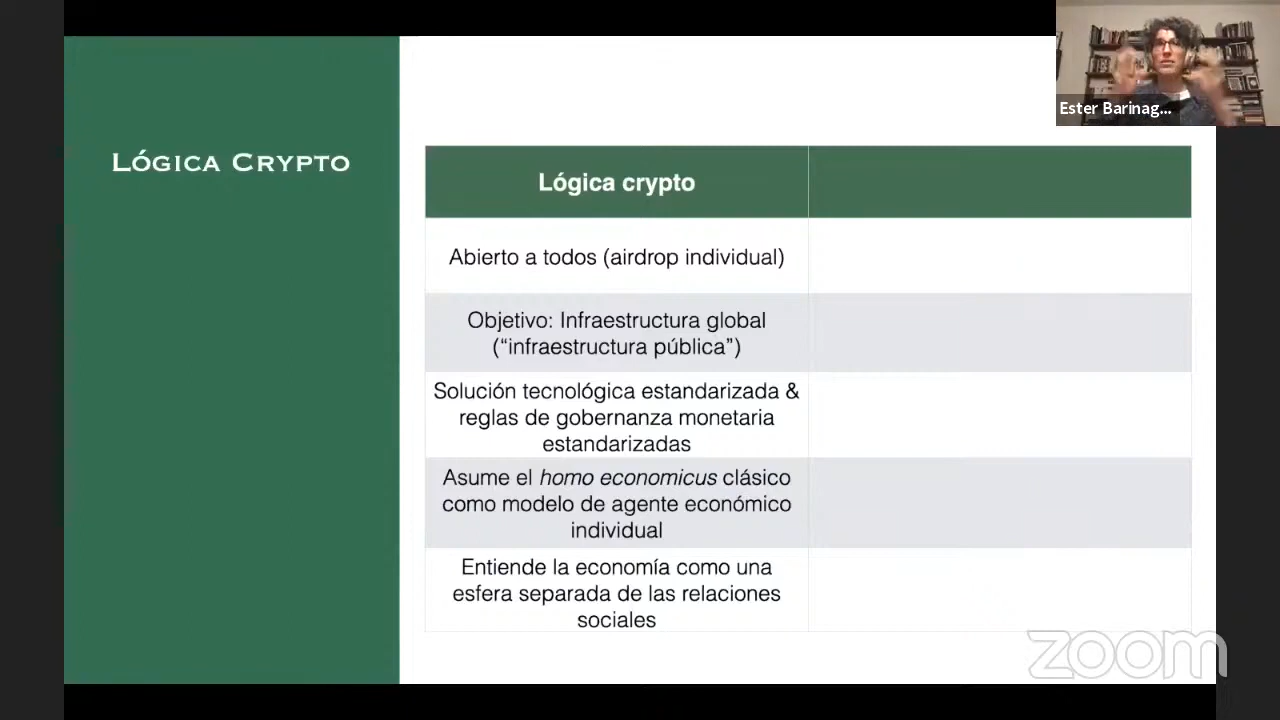 Ester Barinag...
LÓGICA CRYPTO
Lógica crypto
Abierto a todos (airdrop individual)
Objetivo: Infraestructura global
(“infraestructura pública”)
Solución tecnológica estandarizada &
reglas de gobernanza monetaria
estandarizadas
Asume el homo economicus clásico
como modelo de agente económico
individual
Entiende la economía como una
esfera separada de las relaciones
sociales
zoom